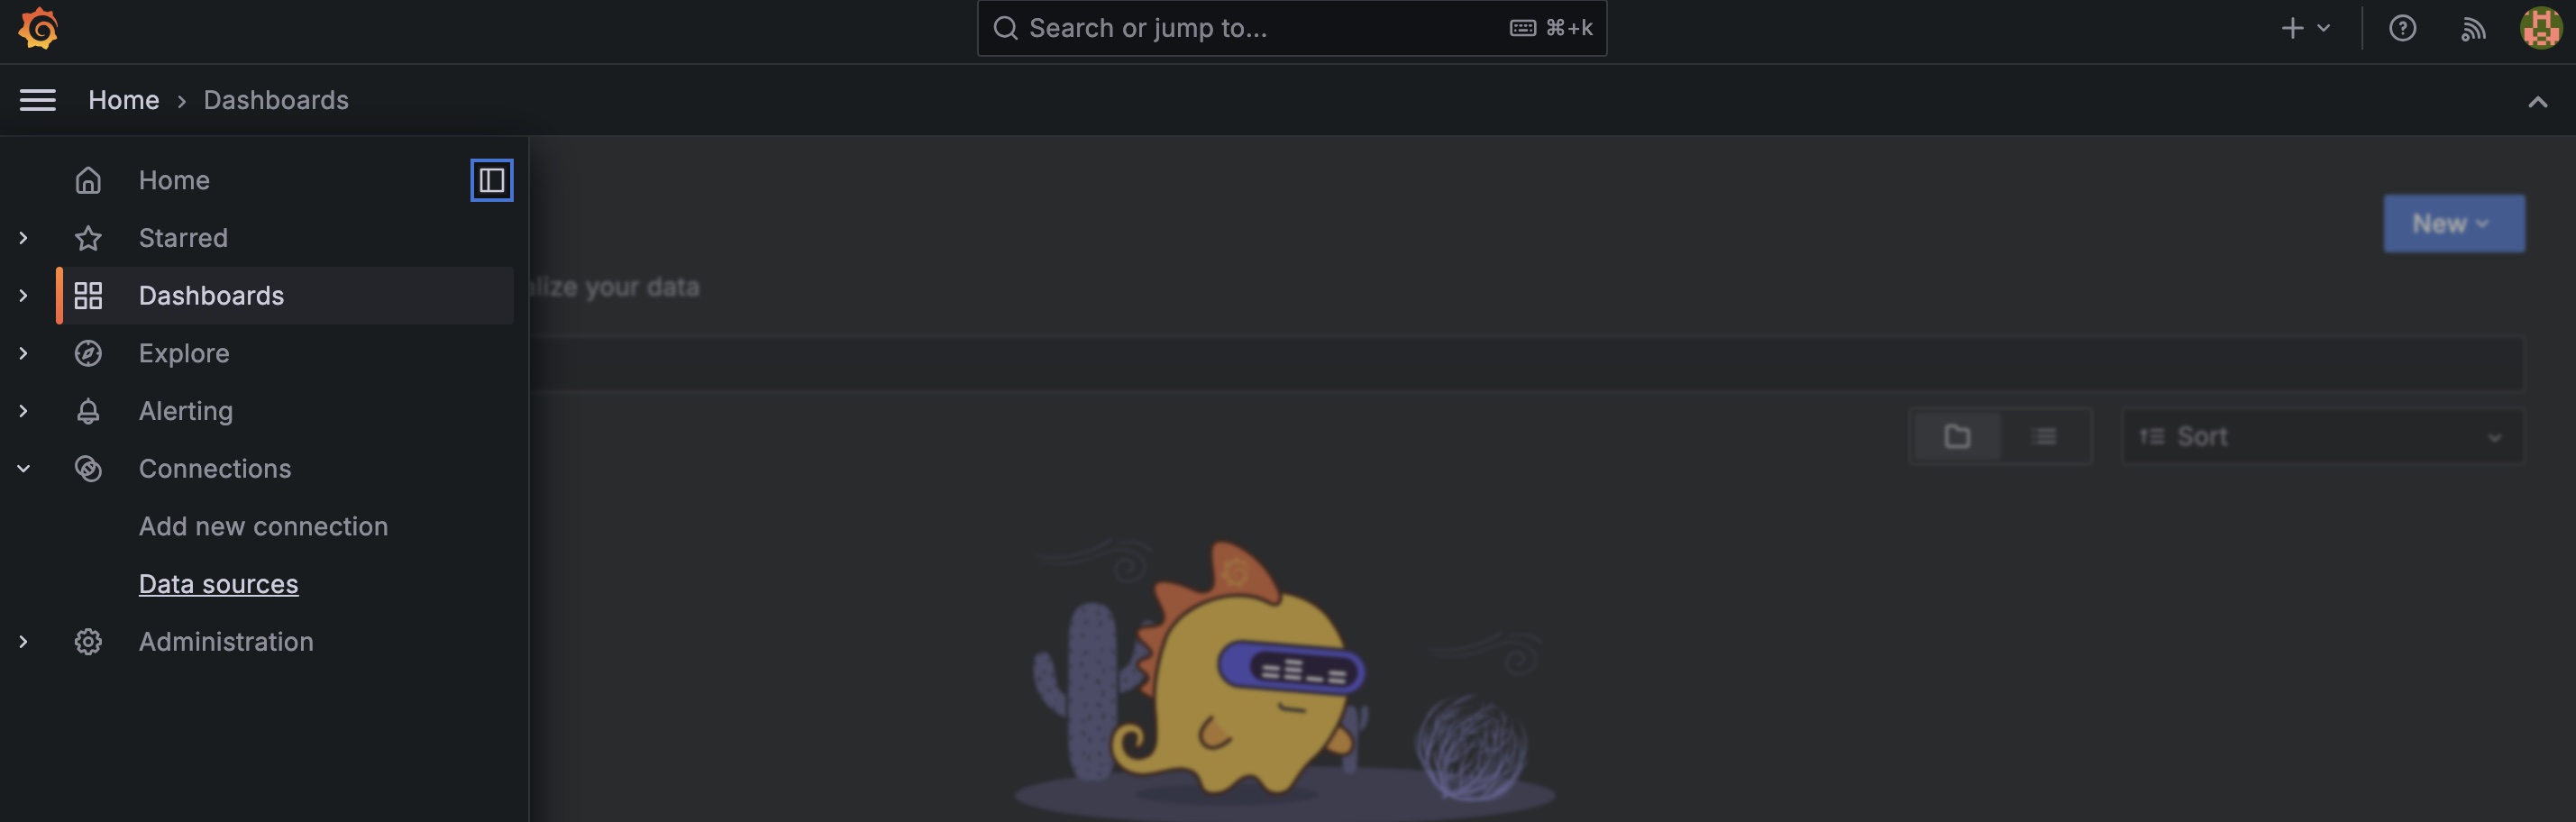 Search or jump to... ⌘+k
Home › Dashboards
Home
Starred
Dashboards
Explore
Alerting
Connections
Add new connection
Data sources
Administration
New
your data
Sort